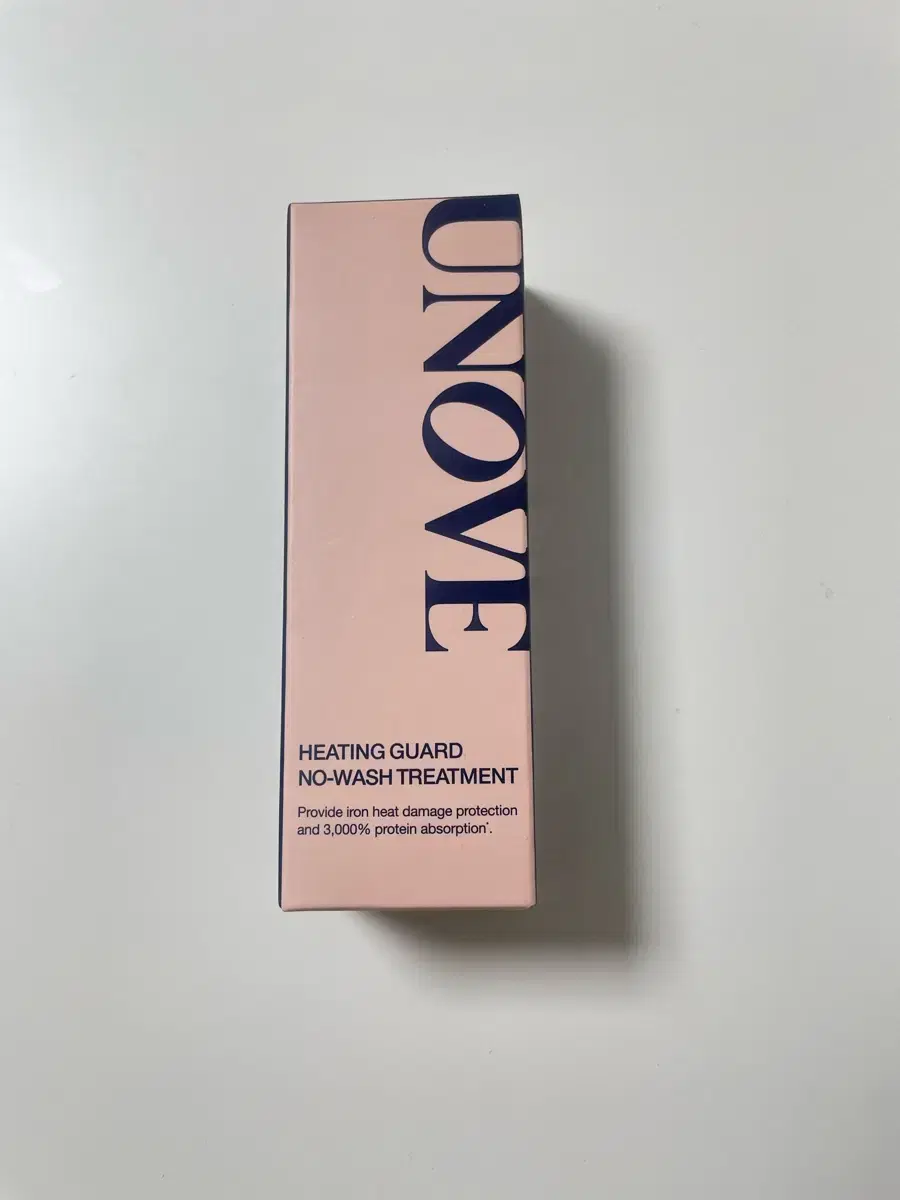 UNOVE
HEATING GUARD
NO-WASH TREATMENT
Provide iron heat damage protection
and 3,000% protein absorption*.